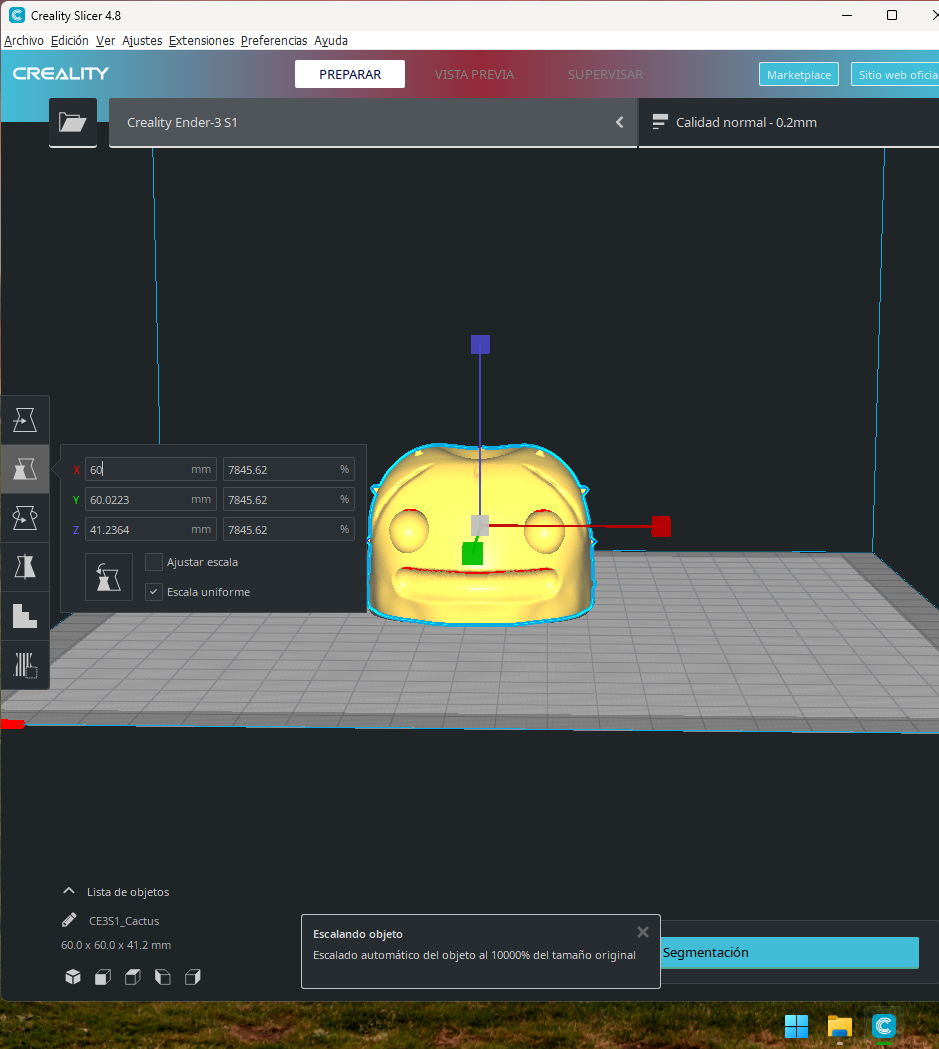 Creality Slicer 4.8
Archivo Edición Ver Ajustes Extensiones Preferencias Ayuda
CREALITY PREPARAR VISTA PREVIA SUPERVISAR Marketplace Sitio web oficia
Creality Ender-3 S1 Calidad normal - 0.2mm
X 60 mm 7845.62 %
Y 60.0223 mm 7845.62 %
Z 41.2364 mm 7845.62 %
Ajustar escala
Escala uniforme
Lista de objetos
CE3S1_Cactus
60.0 x 60.0 x 41.2 mm
Escalando objeto
Escalado automático del objeto al 10000% del tamaño original
Segmentación